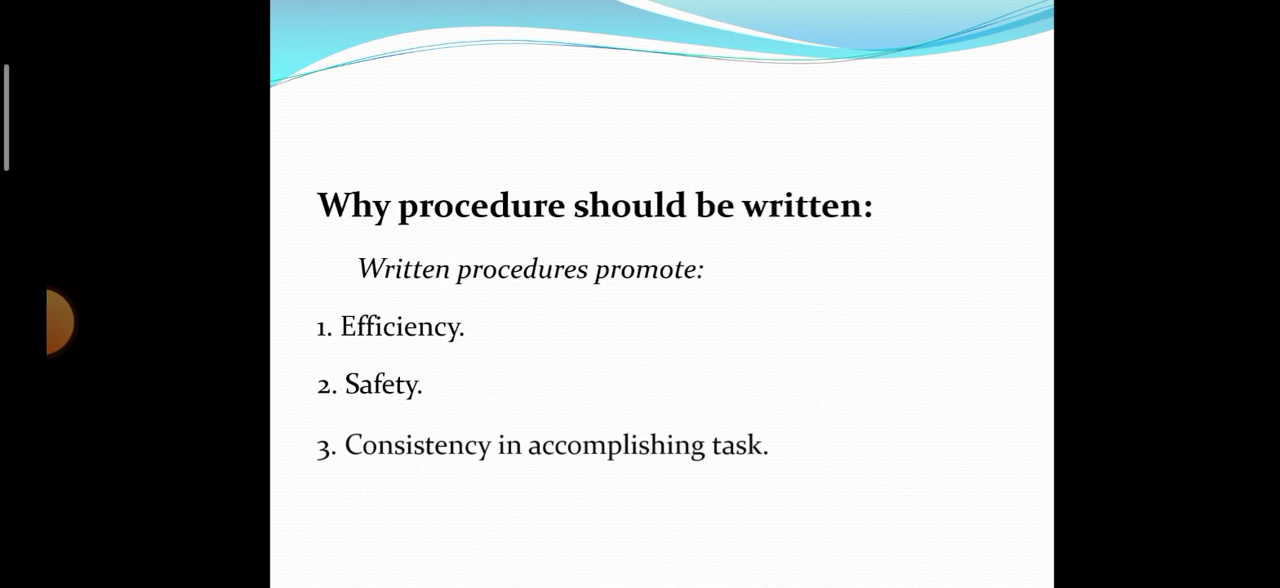 Why procedure should be written:
Written procedures promote:
1. Efficiency.
2. Safety.
3. Consistency in accomplishing task.